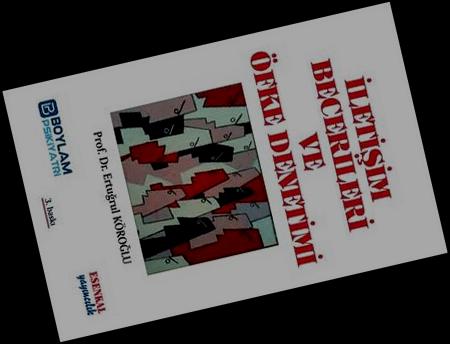 İLETİŞİM
BECERİLERİ
VE
ÖFKE DENETİMİ
Prof. Dr. Ertuğrul KÖROĞLU
BOYLAM
PSİKİYATRİ
3. baskı
ESENKAL
yayıncılık